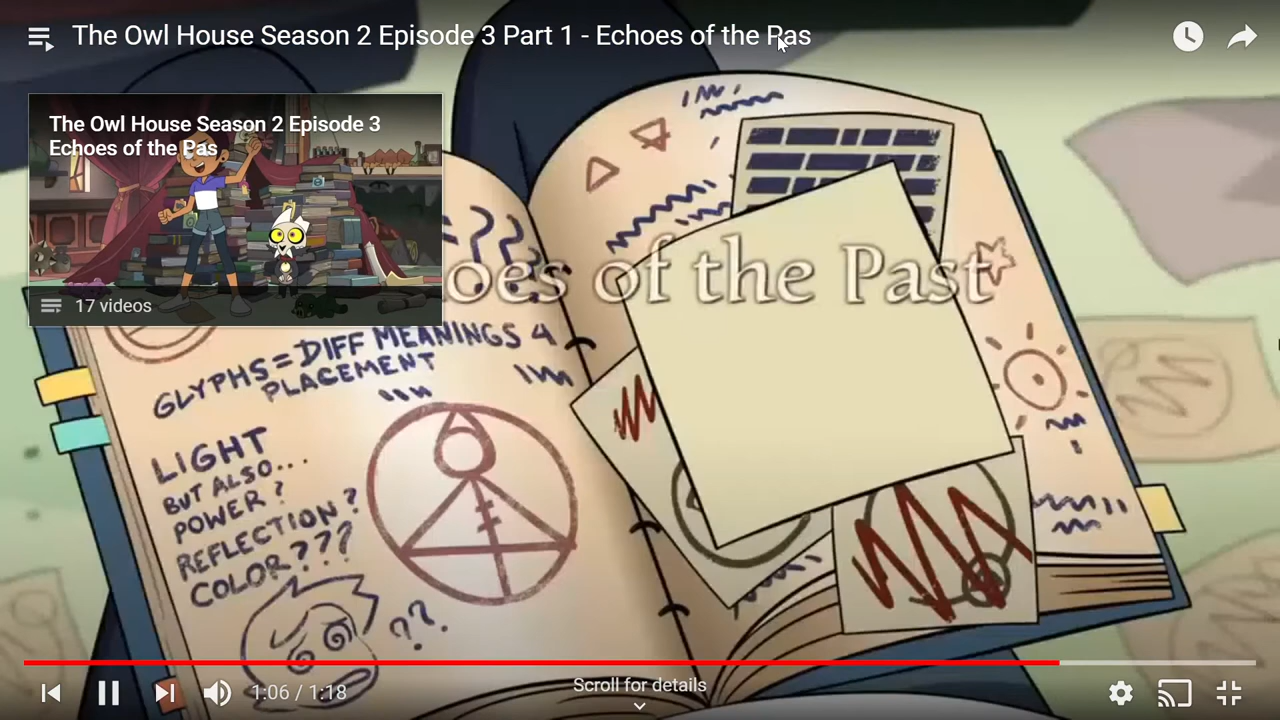 The Owl House Season 2 Episode 3 Part 1 - Echoes of the Pas
The Owl House Season 2 Episode 3
Echoes of the Pas
17 videos
??
oes of the Past
GLYPHS = DIFF MEANINGS 4
PLACEMENT
LIGHT
BUT ALSO...
POWER?
REFLECTION?
COLOR???
??.
1:06 / 1:18
Scroll for details